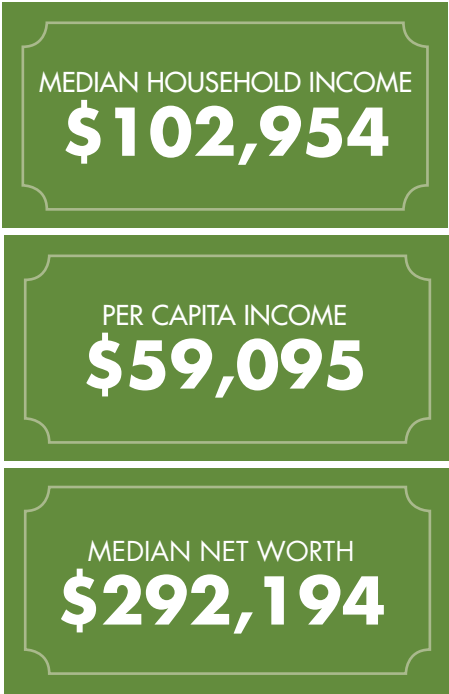 MEDIAN HOUSEHOLD INCOME
$102,954
PER CAPITA INCOME
$59,095
MEDIAN NET WORTH
$292,194